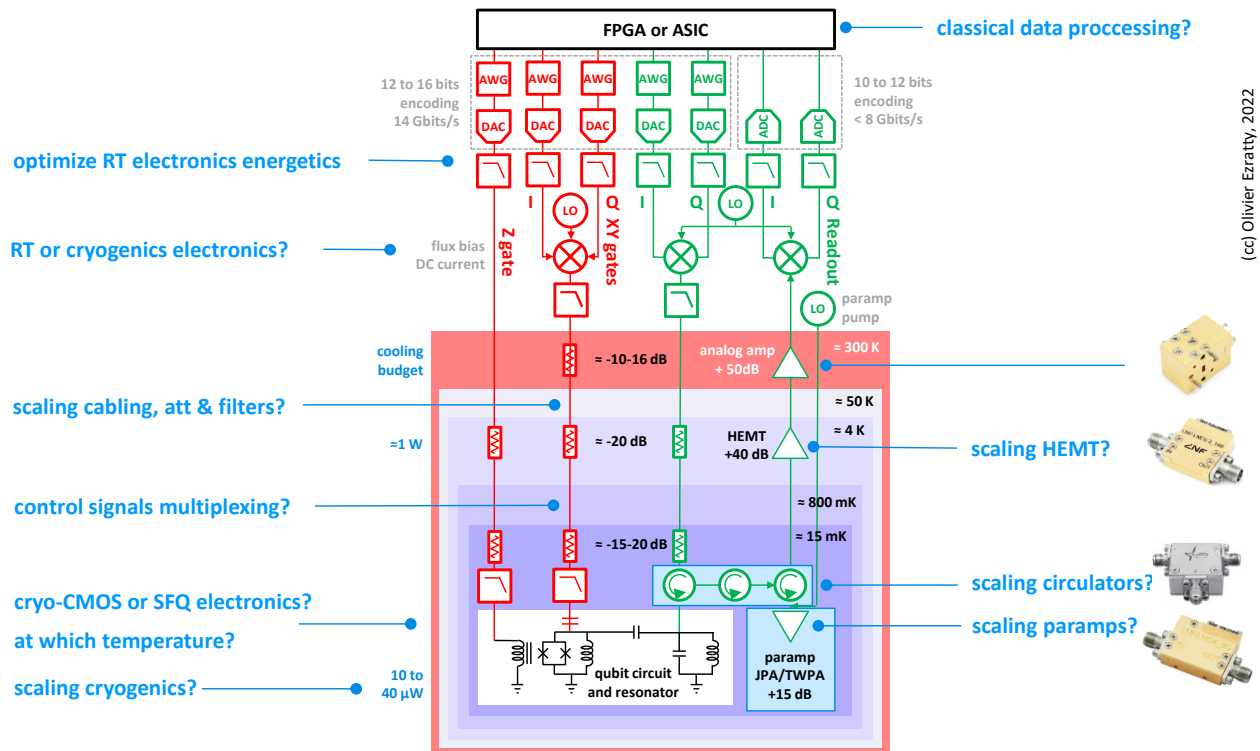 FPGA or ASIC
classical data proccessing?
12 to 16 bits
encoding
14 Gbits/s
AWG
AWG
AWG
AWG
AWG
DAC
DAC
DAC
DAC
DAC
ADC
ADC
10 to 12 bits
encoding
< 8 Gbits/s
(cc) Olivier Ezratty, 2022
optimize RT electronics energetics
I
Q
I
Q
I
Q
LO
LO
RT or cryogenics electronics?
flux bias
DC current
Z gate
XY gates
Readout
LO
paramp
pump
cooling
budget
≈ -10-16 dB
analog amp
+ 50dB
≈ 300 K
scaling cabling, att & filters?
≈ 50 K
≈1 W
≈ -20 dB
HEMT
+40 dB
≈ 4 K
scaling HEMT?
LNF
OUT
control signals multiplexing?
≈ 800 mK
≈ -15-20 dB
≈ 15 mK
scaling circulators?
cryo-CMOS or SFQ electronics?
at which temperature?
scaling paramps?
scaling cryogenics?
10 to
40 µW
qubit circuit
and resonator
paramp
JPA/TWPA
+15 dB